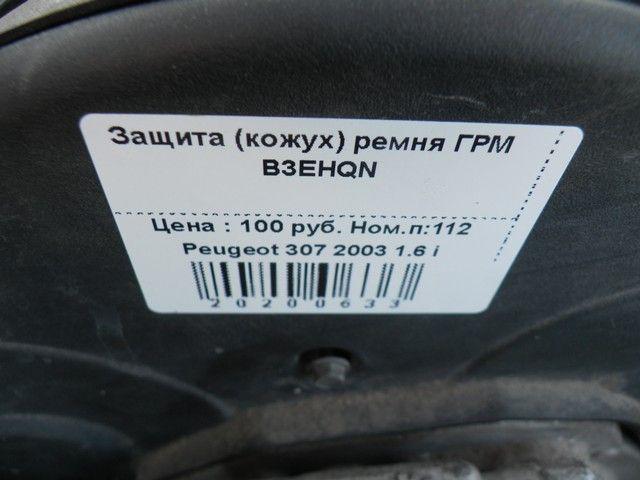 Защита (кожух) ремня ГРМ
B3EHQN
Цена : 100 руб. Ном.п:112
Peugeot 307 2003 1.6 i
20200633